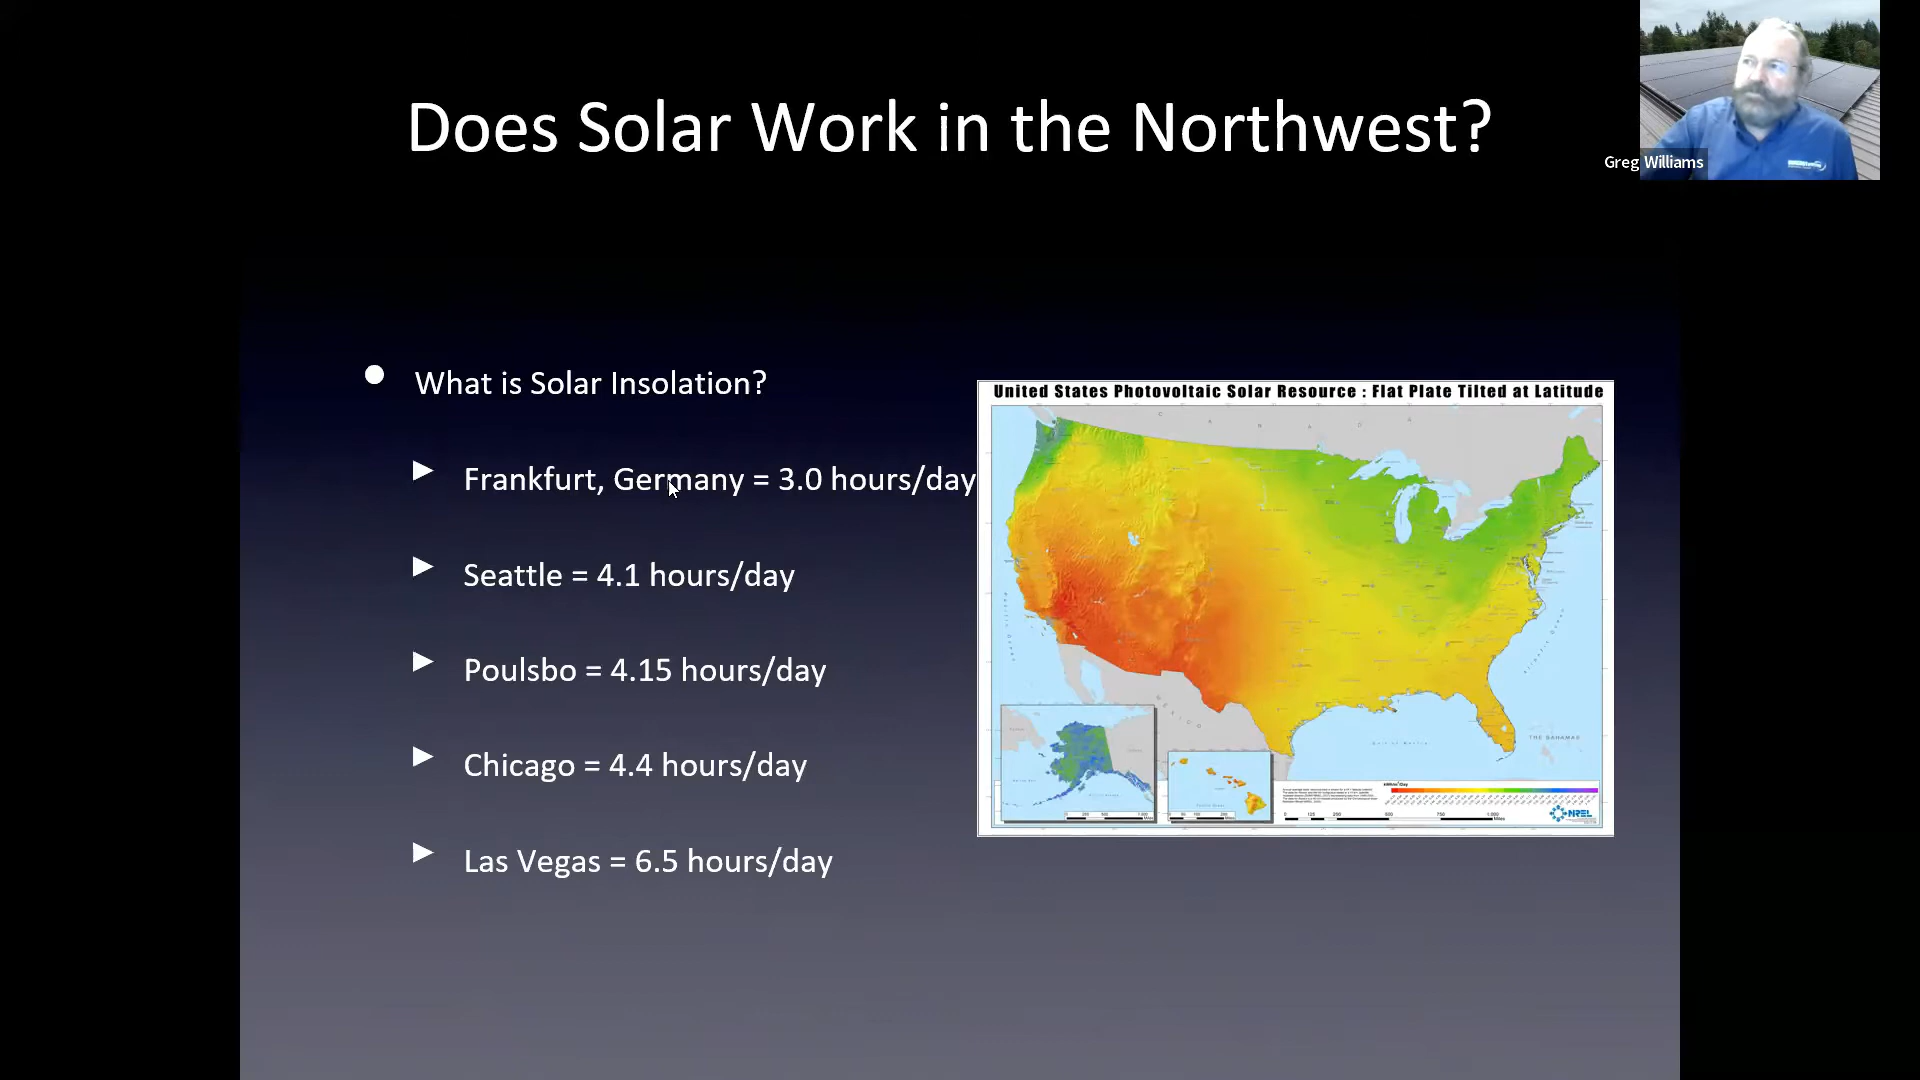 Does Solar Work in the Northwest?
Greg Williams
What is Solar Insolation?
Frankfurt, Germany = 3.0 hours/day
Seattle = 4.1 hours/day
Poulsbo = 4.15 hours/day
Chicago = 4.4 hours/day
Las Vegas = 6.5 hours/day
United States Photovoltaic Solar Resource : Flat Plate Tilted at Latitude
THE BAHAMAS
NREL